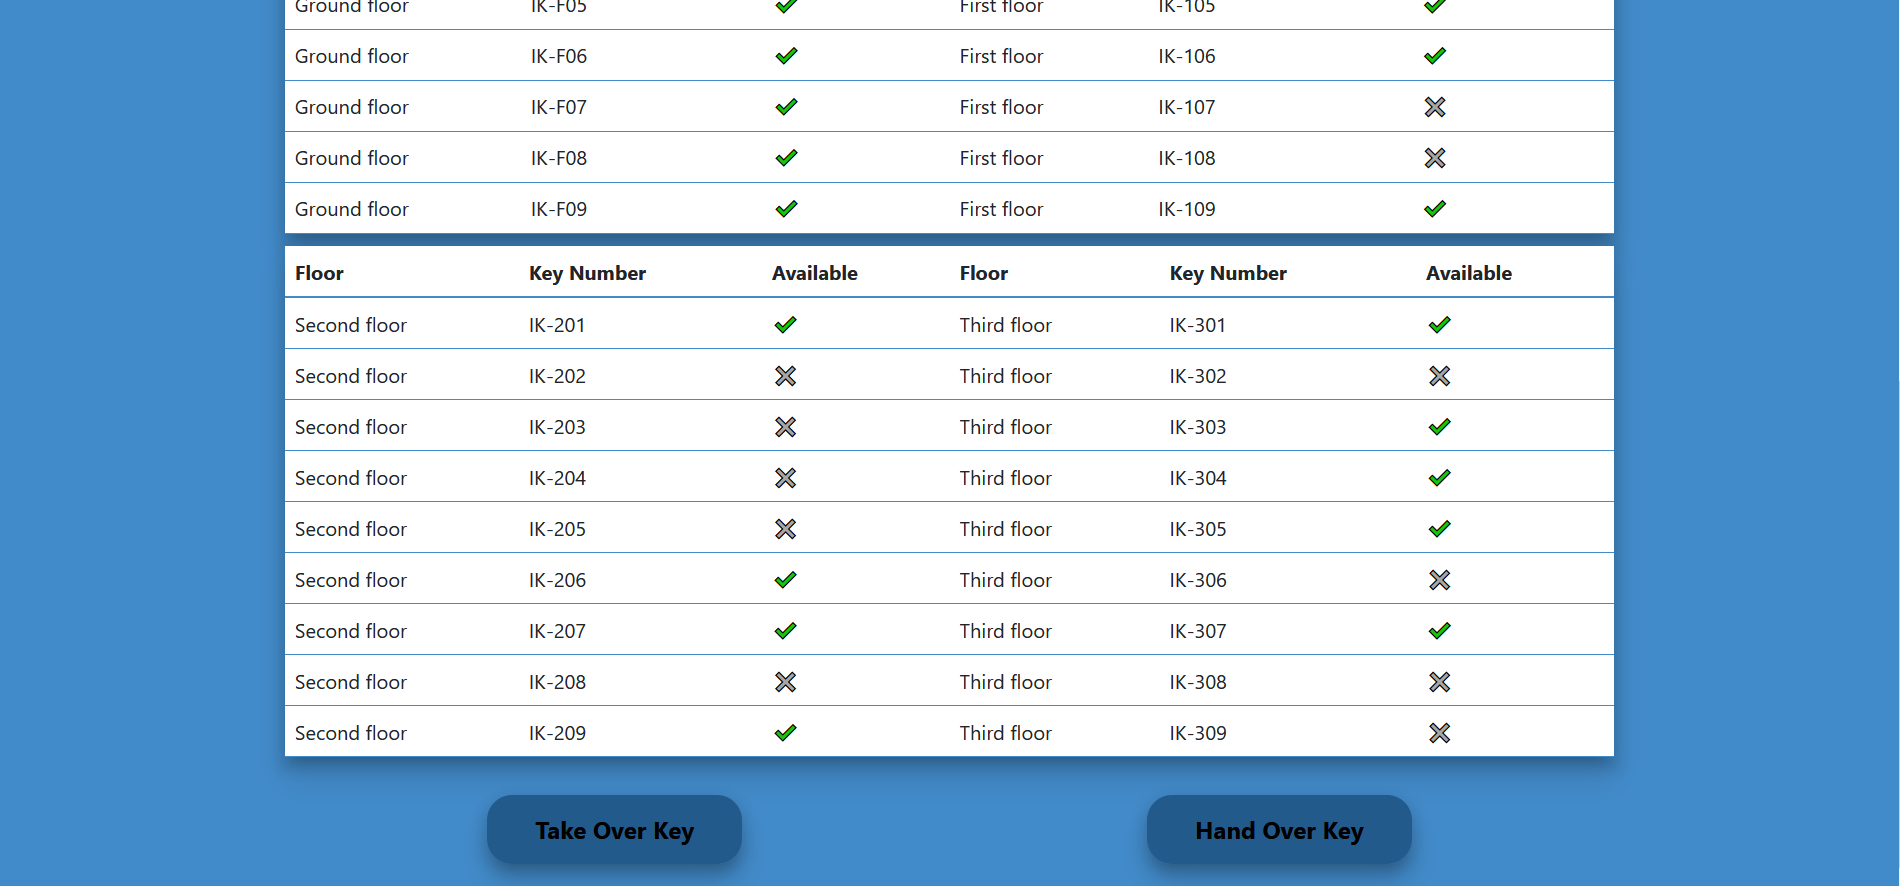 Ground floor IK-F05 First floor IK-105
Ground floor IK-F06 First floor IK-106
Ground floor IK-F07 First floor IK-107
Ground floor IK-F08 First floor IK-108
Ground floor IK-F09 First floor IK-109
Floor Key Number Available Floor Key Number Available
Second floor IK-201 Third floor IK-301
Second floor IK-202 Third floor IK-302
Second floor IK-203 Third floor IK-303
Second floor IK-204 Third floor IK-304
Second floor IK-205 Third floor IK-305
Second floor IK-206 Third floor IK-306
Second floor IK-207 Third floor IK-307
Second floor IK-208 Third floor IK-308
Second floor IK-209 Third floor IK-309
Take Over Key Hand Over Key